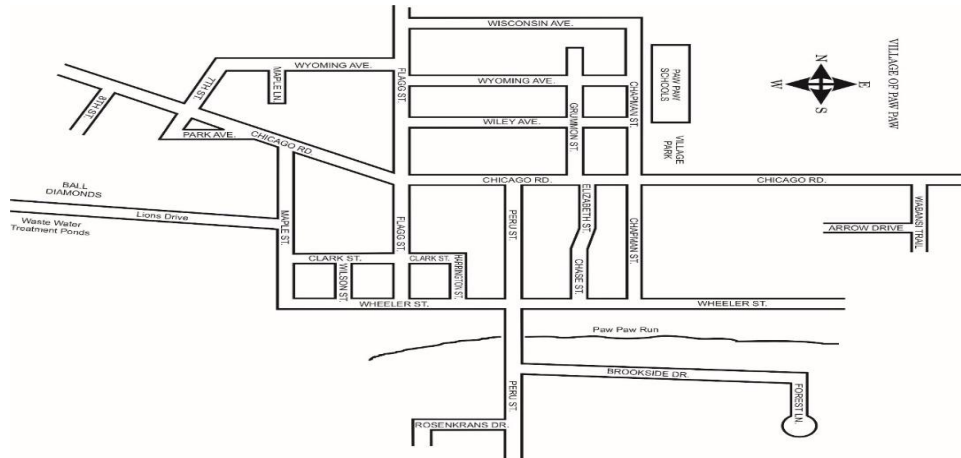 WISCONSIN AVE.
VILLAGE OF PAW PAW
N
W
E
S
WYOMING AVE.
WYOMING AVE.
7TH ST.
8TH ST
MAPLE LN.
FLAGG ST.
CHAPMAN ST.
PAW PAW
SCHOOLS
GRUMMON ST.
PARK AVE.
CHICAGO RD.
WILEY AVE.
VILLAGE
PARK
CHICAGO RD.
CHICAGO RD.
BALL
DIAMONDS
Lions Drive
Waste Water
Treatment Ponds
MAPLE ST.
FLAGG ST.
PERU ST.
ELIZABETH ST.
CHASE ST.
CHAPMAN ST.
WABANSI TRAIL
ARROW DRIVE
CLARK ST.
CLARK ST.
WILSON ST.
HARRINGTON ST.
WHEELER ST.
WHEELER ST.
Paw Paw Run
BROOKSIDE DR.
PERU ST.
FOREST LN.
ROSENKRANS DR.